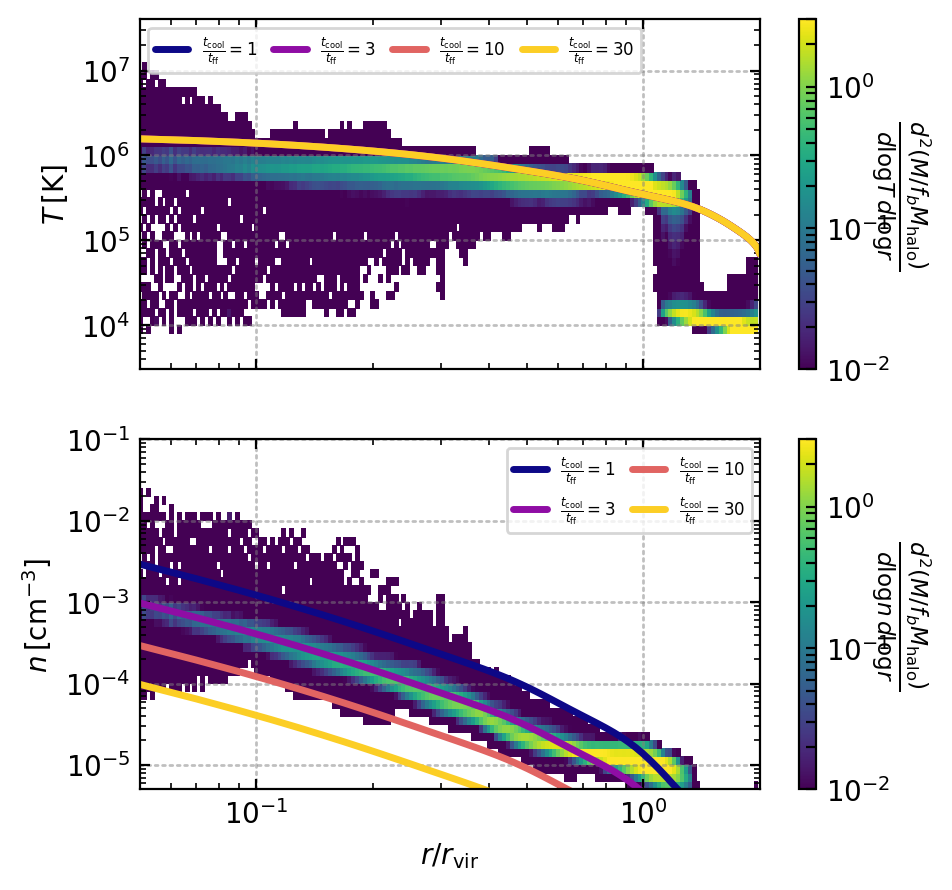 t_cool/t_ff = 1 t_cool/t_ff = 3 t_cool/t_ff = 10 t_cool/t_ff = 30
10^7
10^6
10^5
10^4
T [K]
10^0
10^-1
10^-2
d^2(M/f_b M_halo)
dlogT dlogr
10^-1
10^-2
10^-3
10^-4
10^-5
n [cm^-3]
t_cool/t_ff = 1 t_cool/t_ff = 10
t_cool/t_ff = 3 t_cool/t_ff = 30
10^0
10^-1
10^-2
d^2(M/f_b M_halo)
dlogn dlogr
10^-1 10^0
r/r_vir